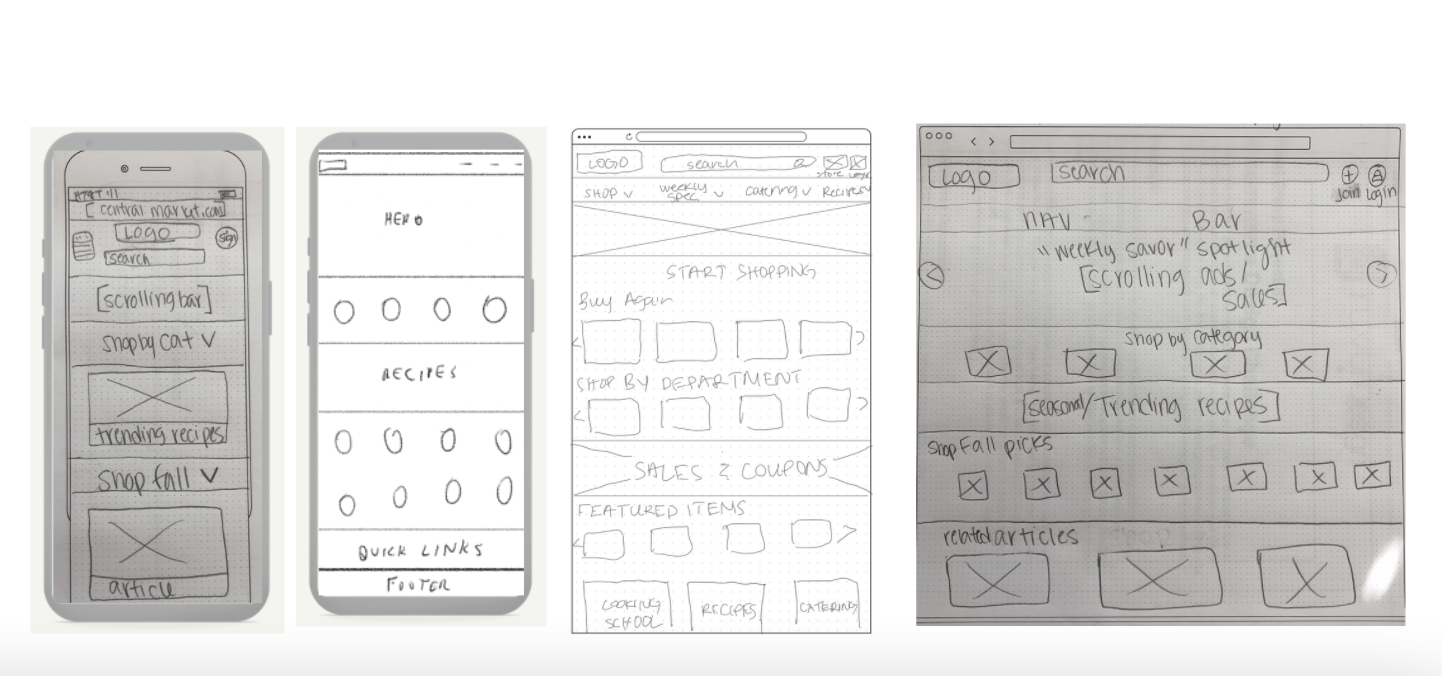 AT&T
[central market.com]
LOGO
sign
search
[scrolling bar]
shop by cat
trending recipes
shop fall
article
HERO
RECIPES
QUICK LINKS
FOOTER
LOGO
search
store login
SHOP
weekly
spec
catering
Recipes
START SHOPPING
Buy Again
SHOP BY DEPARTMENT
SALES & COUPONS
FEATURED ITEMS
COOKING
SCHOOL
RECIPES
CATERING
Logo
search
Join
Login
NAV Bar
"weekly savor" spotlight
[scrolling ads/
sales]
shop by category
[seasonal/Trending recipes]
shop Fall picks
related articles